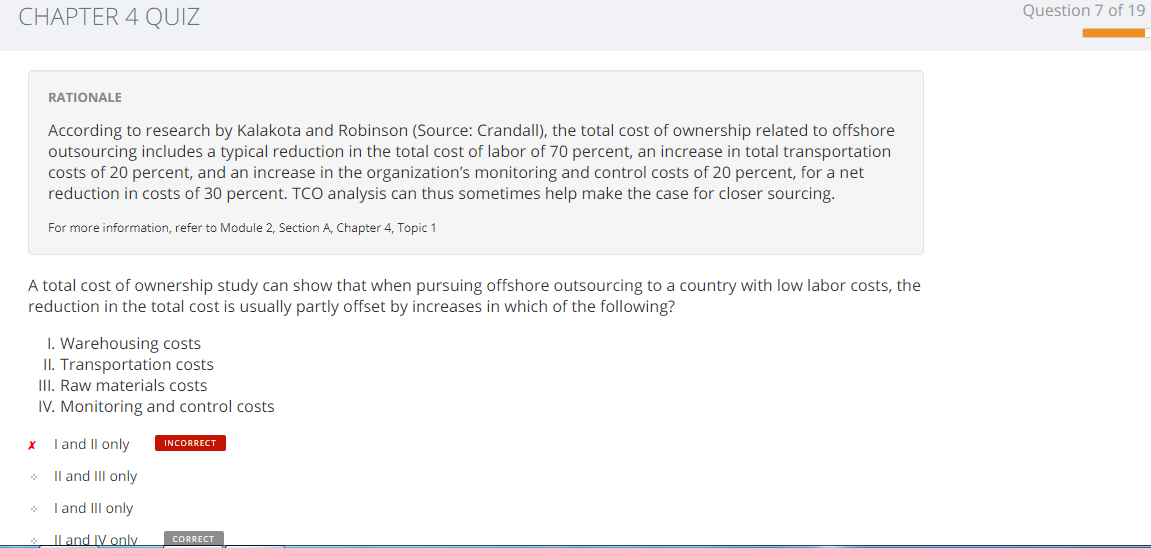 CHAPTER 4 QUIZ
Question 7 of 19
RATIONALE
According to research by Kalakota and Robinson (Source: Crandall), the total cost of ownership related to offshore
outsourcing includes a typical reduction in the total cost of labor of 70 percent, an increase in total transportation
costs of 20 percent, and an increase in the organization's monitoring and control costs of 20 percent, for a net
reduction in costs of 30 percent. TCO analysis can thus sometimes help make the case for closer sourcing.
For more information, refer to Module 2, Section A, Chapter 4, Topic 1
A total cost of ownership study can show that when pursuing offshore outsourcing to a country with low labor costs, the
reduction in the total cost is usually partly offset by increases in which of the following?
I. Warehousing costs
II. Transportation costs
III. Raw materials costs
IV. Monitoring and control costs
✗ I and II only INCORRECT
II and III only
I and III only
II and IV only CORRECT